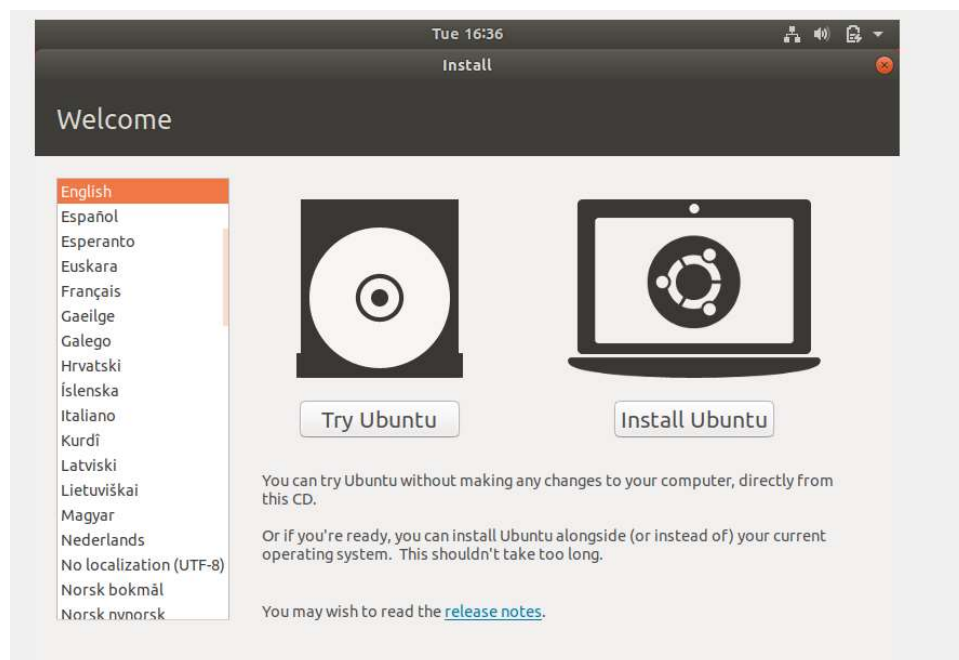 Tue 16:36
Install
Welcome
English
Español
Esperanto
Euskara
Français
Gaeilge
Galego
Hrvatski
Íslenska
Italiano
Kurdî
Latviski
Lietuviškai
Magyar
Nederlands
No localization (UTF-8)
Norsk bokmål
Norsk nynorsk
Try Ubuntu
Install Ubuntu
You can try Ubuntu without making any changes to your computer, directly from
this CD.
Or if you're ready, you can install Ubuntu alongside (or instead of) your current
operating system. This shouldn't take too long.
You may wish to read the release notes.